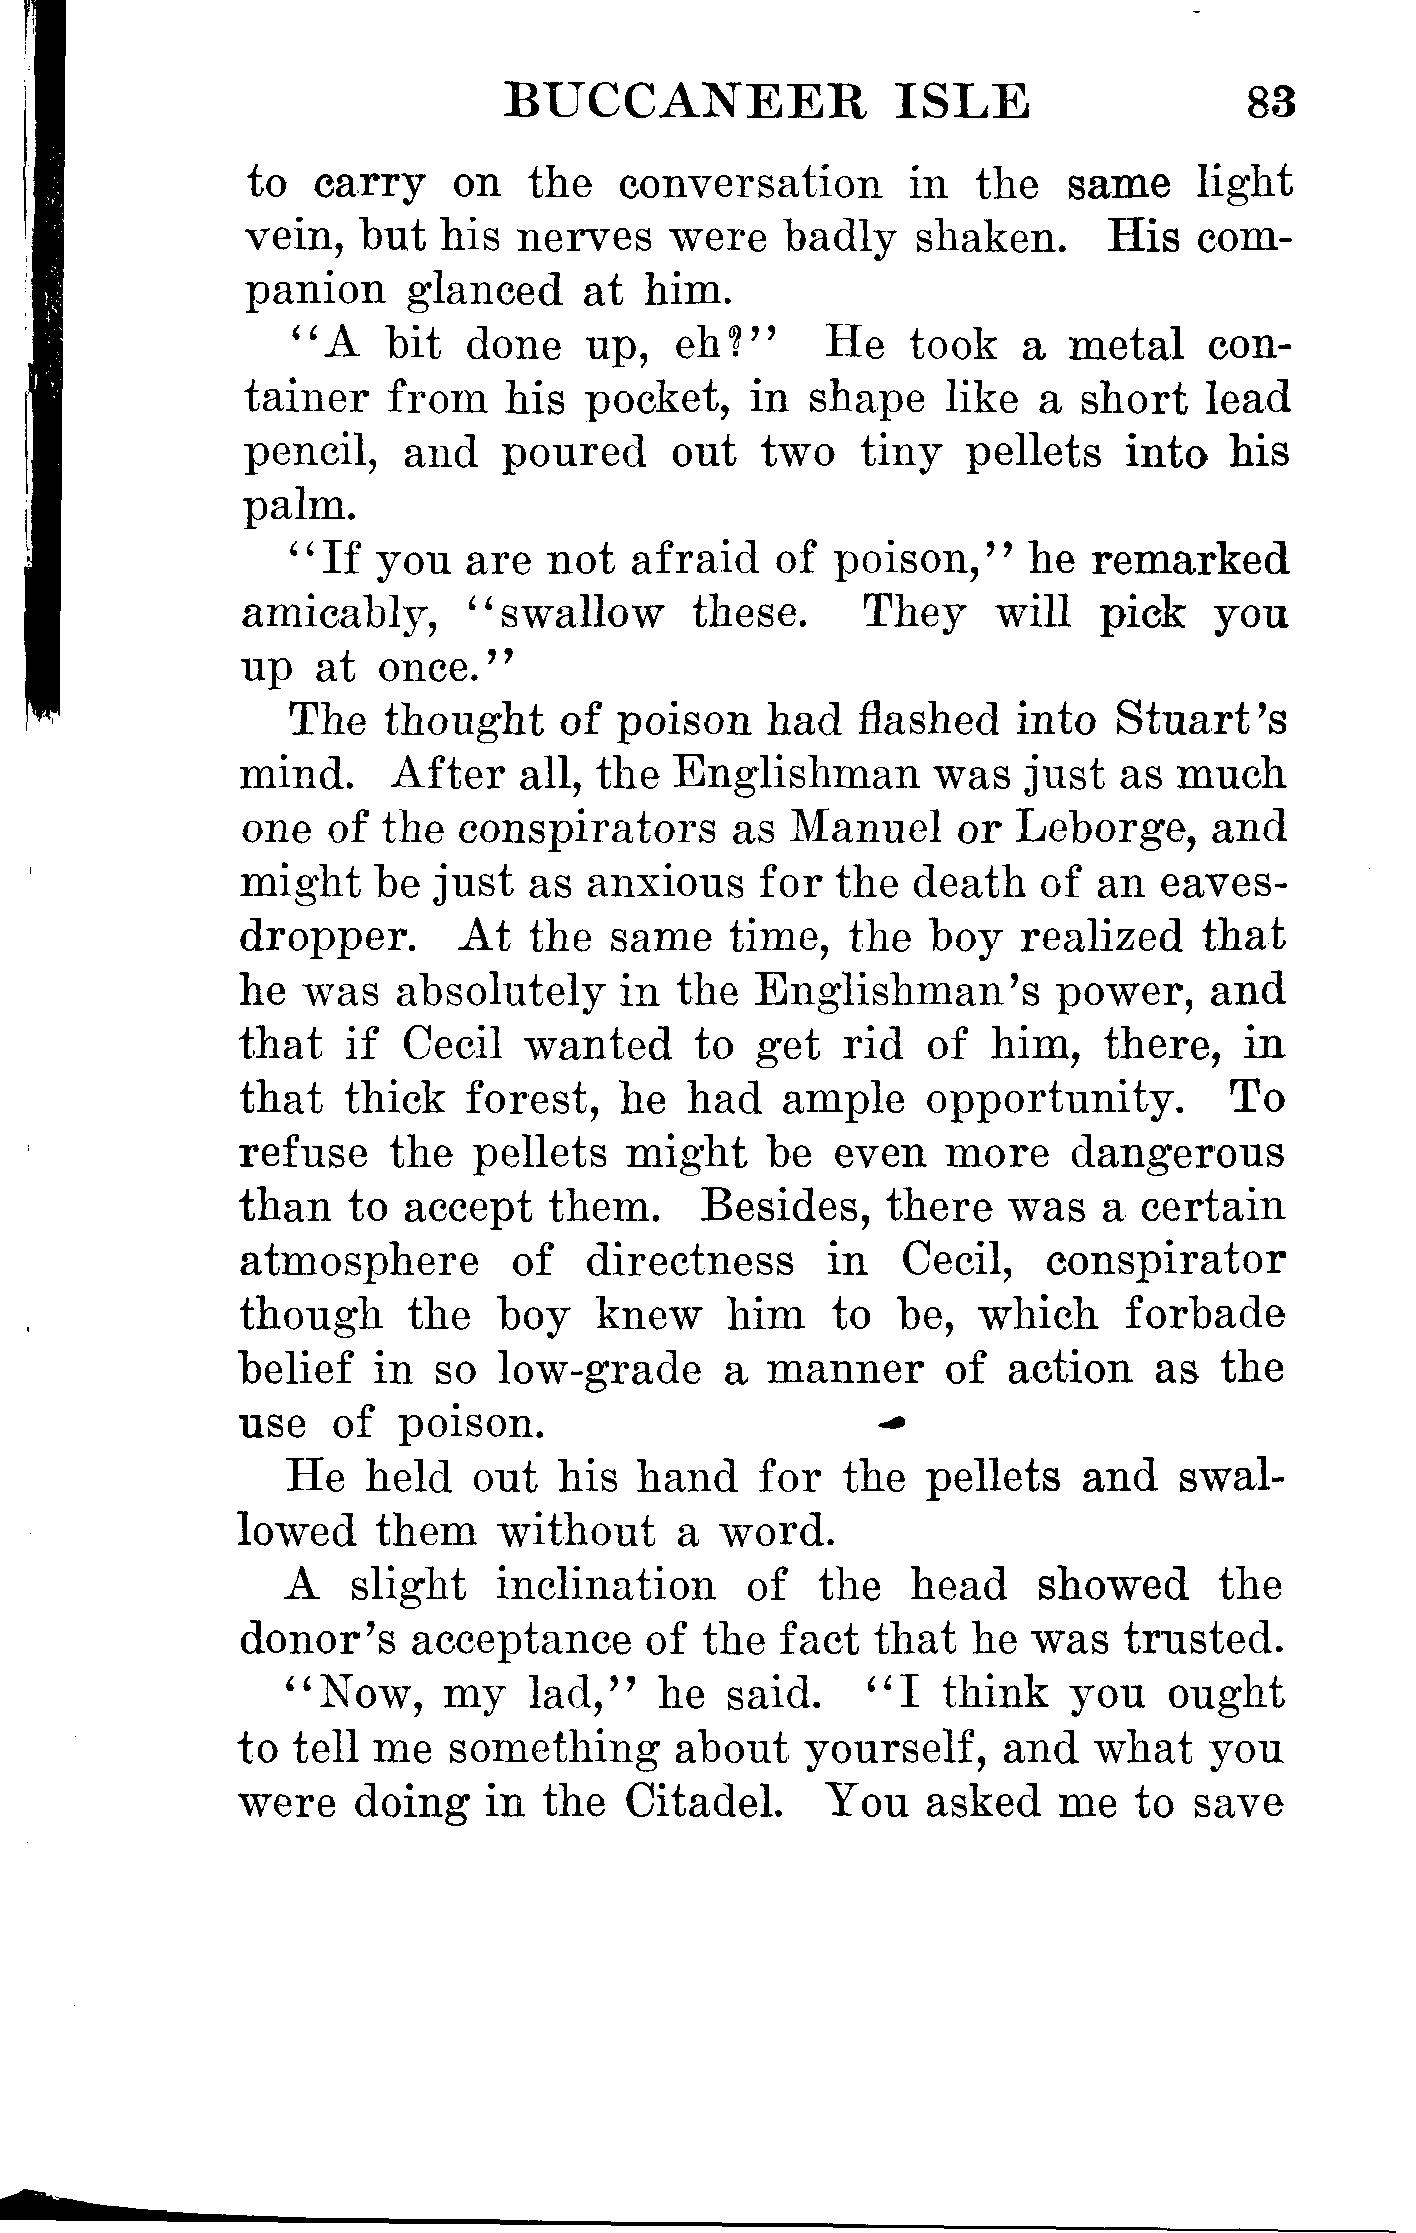 BUCCANEER ISLE 83
to carry on the conversation in the same light
vein, but his nerves were badly shaken. His com-
panion glanced at him.
"A bit done up, eh?" He took a metal con-
tainer from his pocket, in shape like a short lead
pencil, and poured out two tiny pellets into his
palm.
"If you are not afraid of poison," he remarked
amicably, "swallow these. They will pick you
up at once."
The thought of poison had flashed into Stuart's
mind. After all, the Englishman was just as much
one of the conspirators as Manuel or Leborge, and
might be just as anxious for the death of an eaves-
dropper. At the same time, the boy realized that
he was absolutely in the Englishman's power, and
that if Cecil wanted to get rid of him, there, in
that thick forest, he had ample opportunity. To
refuse the pellets might be even more dangerous
than to accept them. Besides, there was a certain
atmosphere of directness in Cecil, conspirator
though the boy knew him to be, which forbade
belief in so low-grade a manner of action as the
use of poison.
He held out his hand for the pellets and swal-
lowed them without a word.
A slight inclination of the head showed the
donor's acceptance of the fact that he was trusted.
"Now, my lad," he said. "I think you ought
to tell me something about yourself, and what you
were doing in the Citadel. You asked me to save